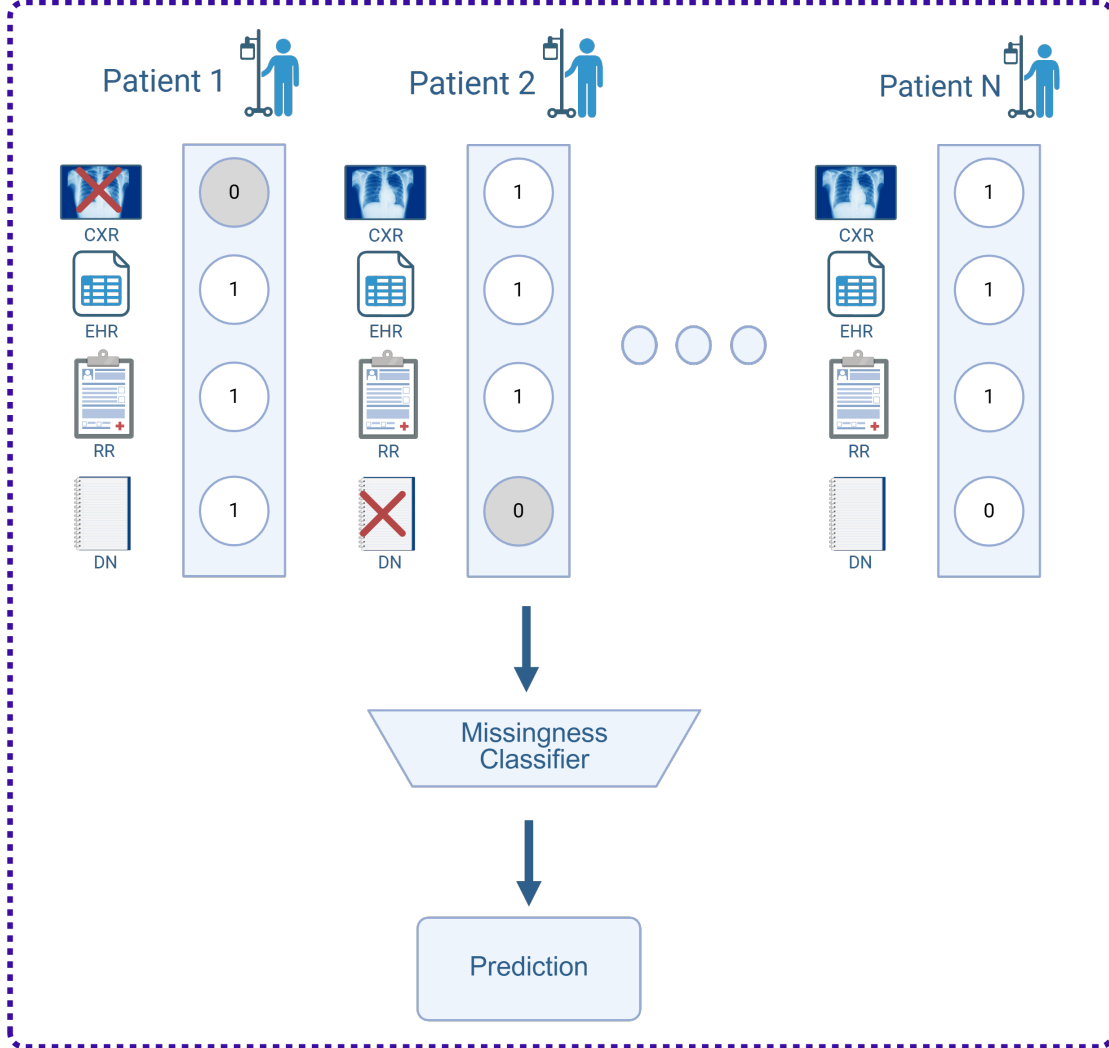 Patient 1
Patient 2
Patient N
CXR
0
CXR
1
CXR
1
EHR
1
EHR
1
EHR
1
RR
1
RR
1
RR
1
DN
1
DN
0
DN
0
Missingness
Classifier
Prediction